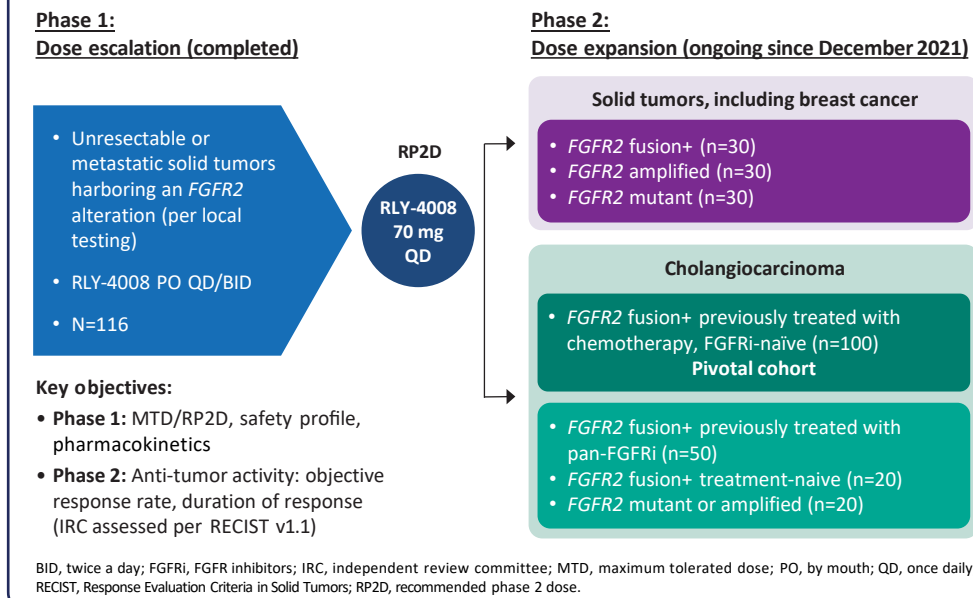 Phase 1:
Dose escalation (completed)
• Unresectable or
metastatic solid tumors
harboring an FGFR2
alteration (per local
testing)
• RLY-4008 PO QD/BID
• N=116
Key objectives:
• Phase 1: MTD/RP2D, safety profile,
pharmacokinetics
• Phase 2: Anti-tumor activity: objective
response rate, duration of response
(IRC assessed per RECIST v1.1)
RP2D
RLY-4008
70 mg
QD
Phase 2:
Dose expansion (ongoing since December 2021)
Solid tumors, including breast cancer
• FGFR2 fusion+ (n=30)
• FGFR2 amplified (n=30)
• FGFR2 mutant (n=30)
Cholangiocarcinoma
• FGFR2 fusion+ previously treated with
chemotherapy, FGFRi-naïve (n=100)
Pivotal cohort
• FGFR2 fusion+ previously treated with
pan-FGFRi (n=50)
• FGFR2 fusion+ treatment-naive (n=20)
• FGFR2 mutant or amplified (n=20)
BID, twice a day; FGFRi, FGFR inhibitors; IRC, independent review committee; MTD, maximum tolerated dose; PO, by mouth; QD, once daily
RECIST, Response Evaluation Criteria in Solid Tumors; RP2D, recommended phase 2 dose.